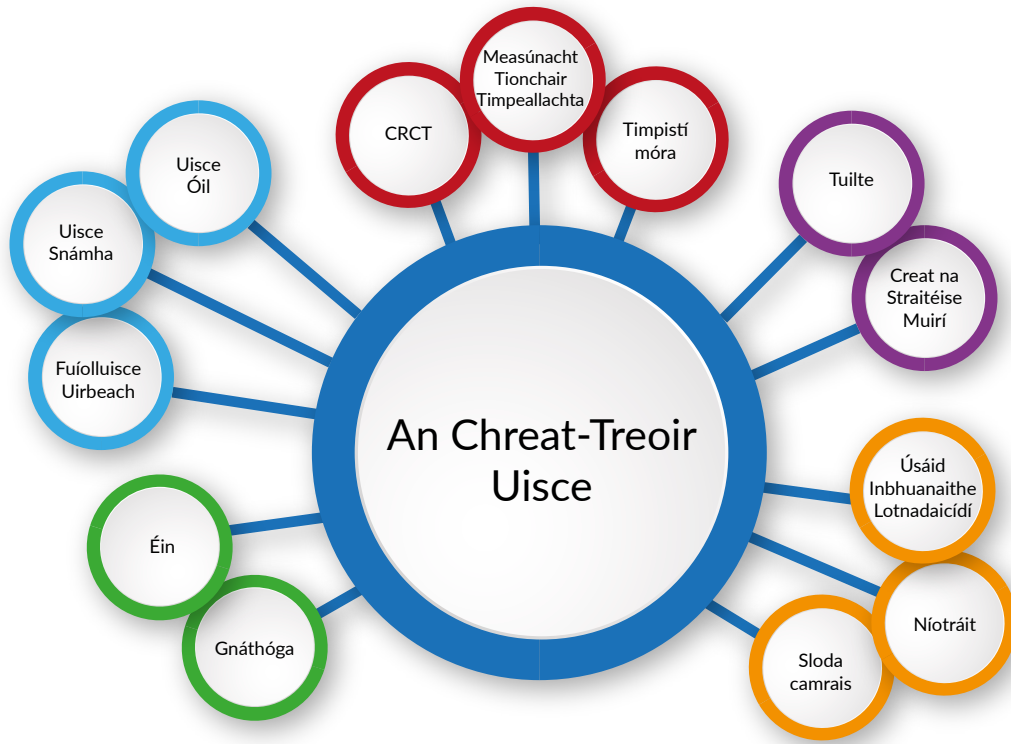 Measúnacht
Tionchair
Timpeallachta
CRCT
Timpistí
móra
Uisce
Óil
Uisce
Snámha
Fuíolluisce
Uirbeach
Tuilte
Creat na
Straitéise
Muirí
An Chreat-Treoir
Uisce
Úsáid
Inbhuanaithe
Lotnadaicídí
Níotráit
Sloda
camrais
Éin
Gnáthóga